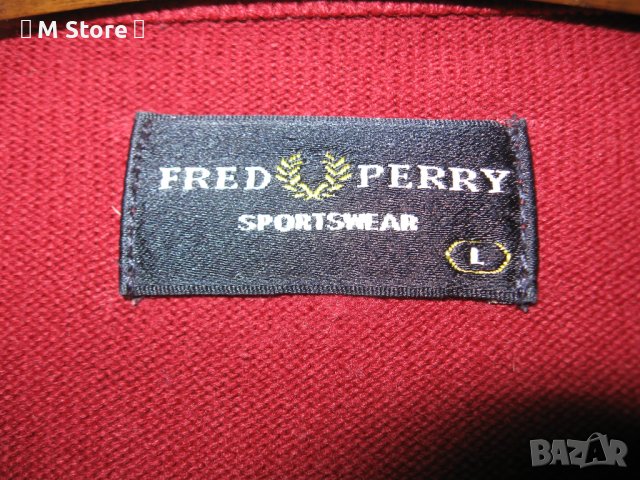 M Store
FRED PERRY
SPORTSWEAR
L
BAZAR